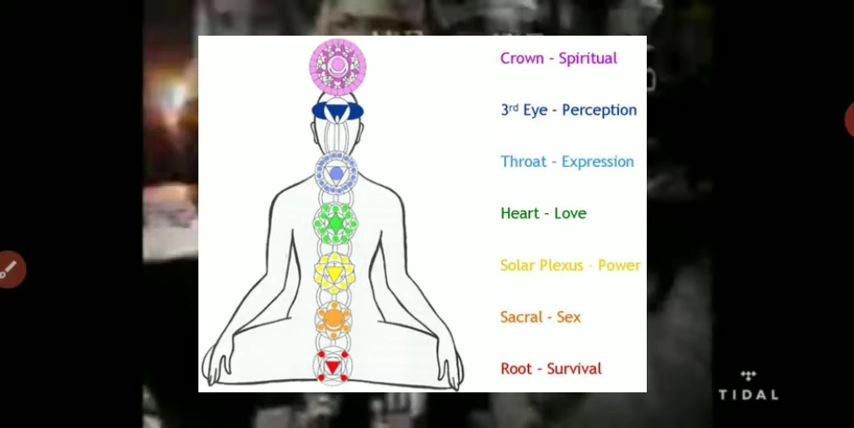 Crown - Spiritual
3rd Eye - Perception
Throat - Expression
Heart - Love
Solar Plexus - Power
Sacral - Sex
Root - Survival
TIDAL